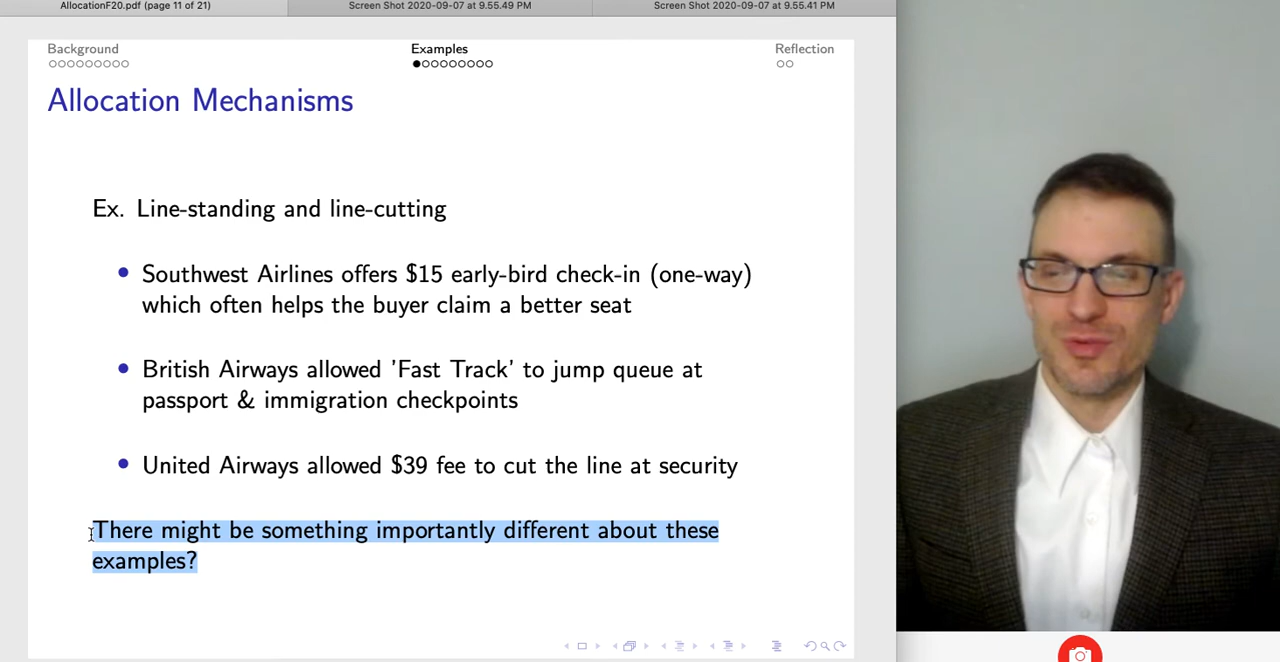 AllocationF20.pdf (page 11 of 21)
Screen Shot 2020-09-07 at 9.55.49 PM
Screen Shot 2020-09-07 at 9.55.41 PM
Background
Examples
Reflection
Allocation Mechanisms
Ex. Line-standing and line-cutting
• Southwest Airlines offers $15 early-bird check-in (one-way)
which often helps the buyer claim a better seat
• British Airways allowed 'Fast Track' to jump queue at
passport & immigration checkpoints
• United Airways allowed $39 fee to cut the line at security
There might be something importantly different about these
examples?